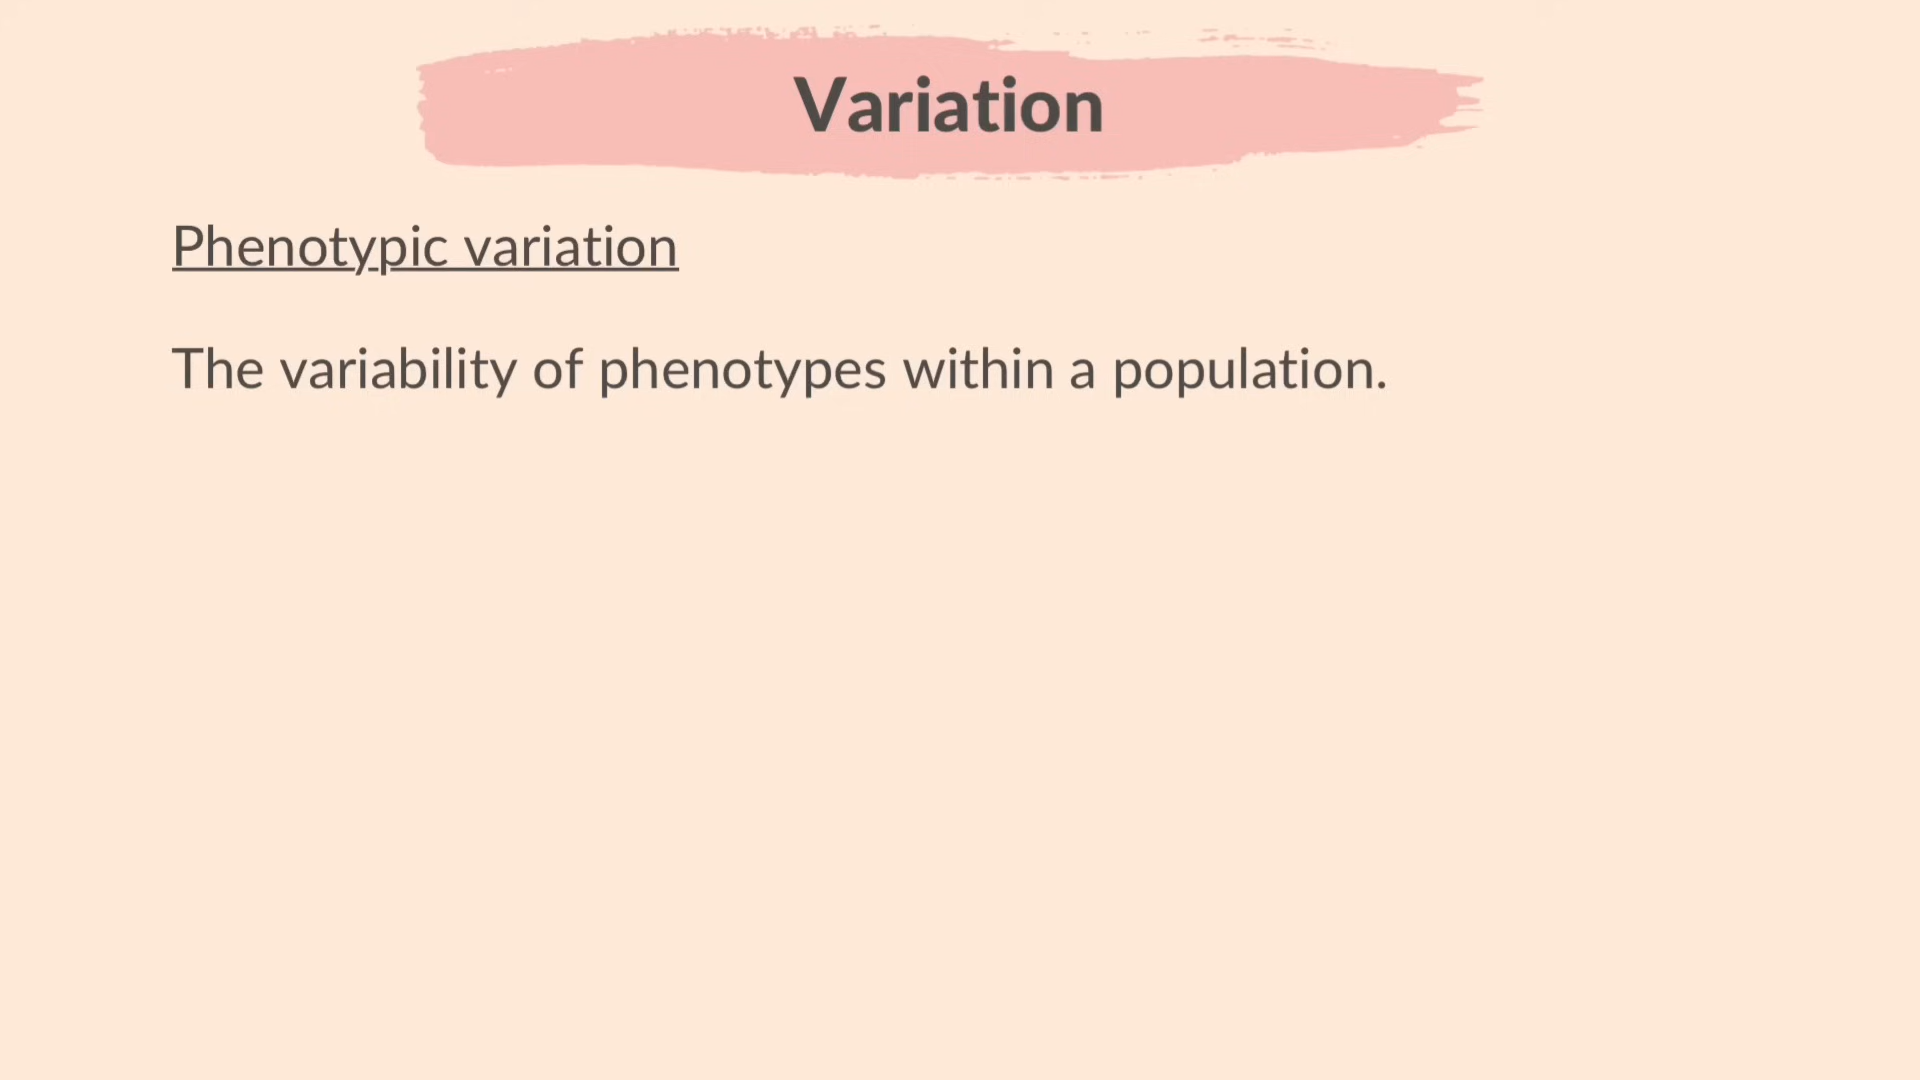 Variation
Phenotypic variation
The variability of phenotypes within a population.